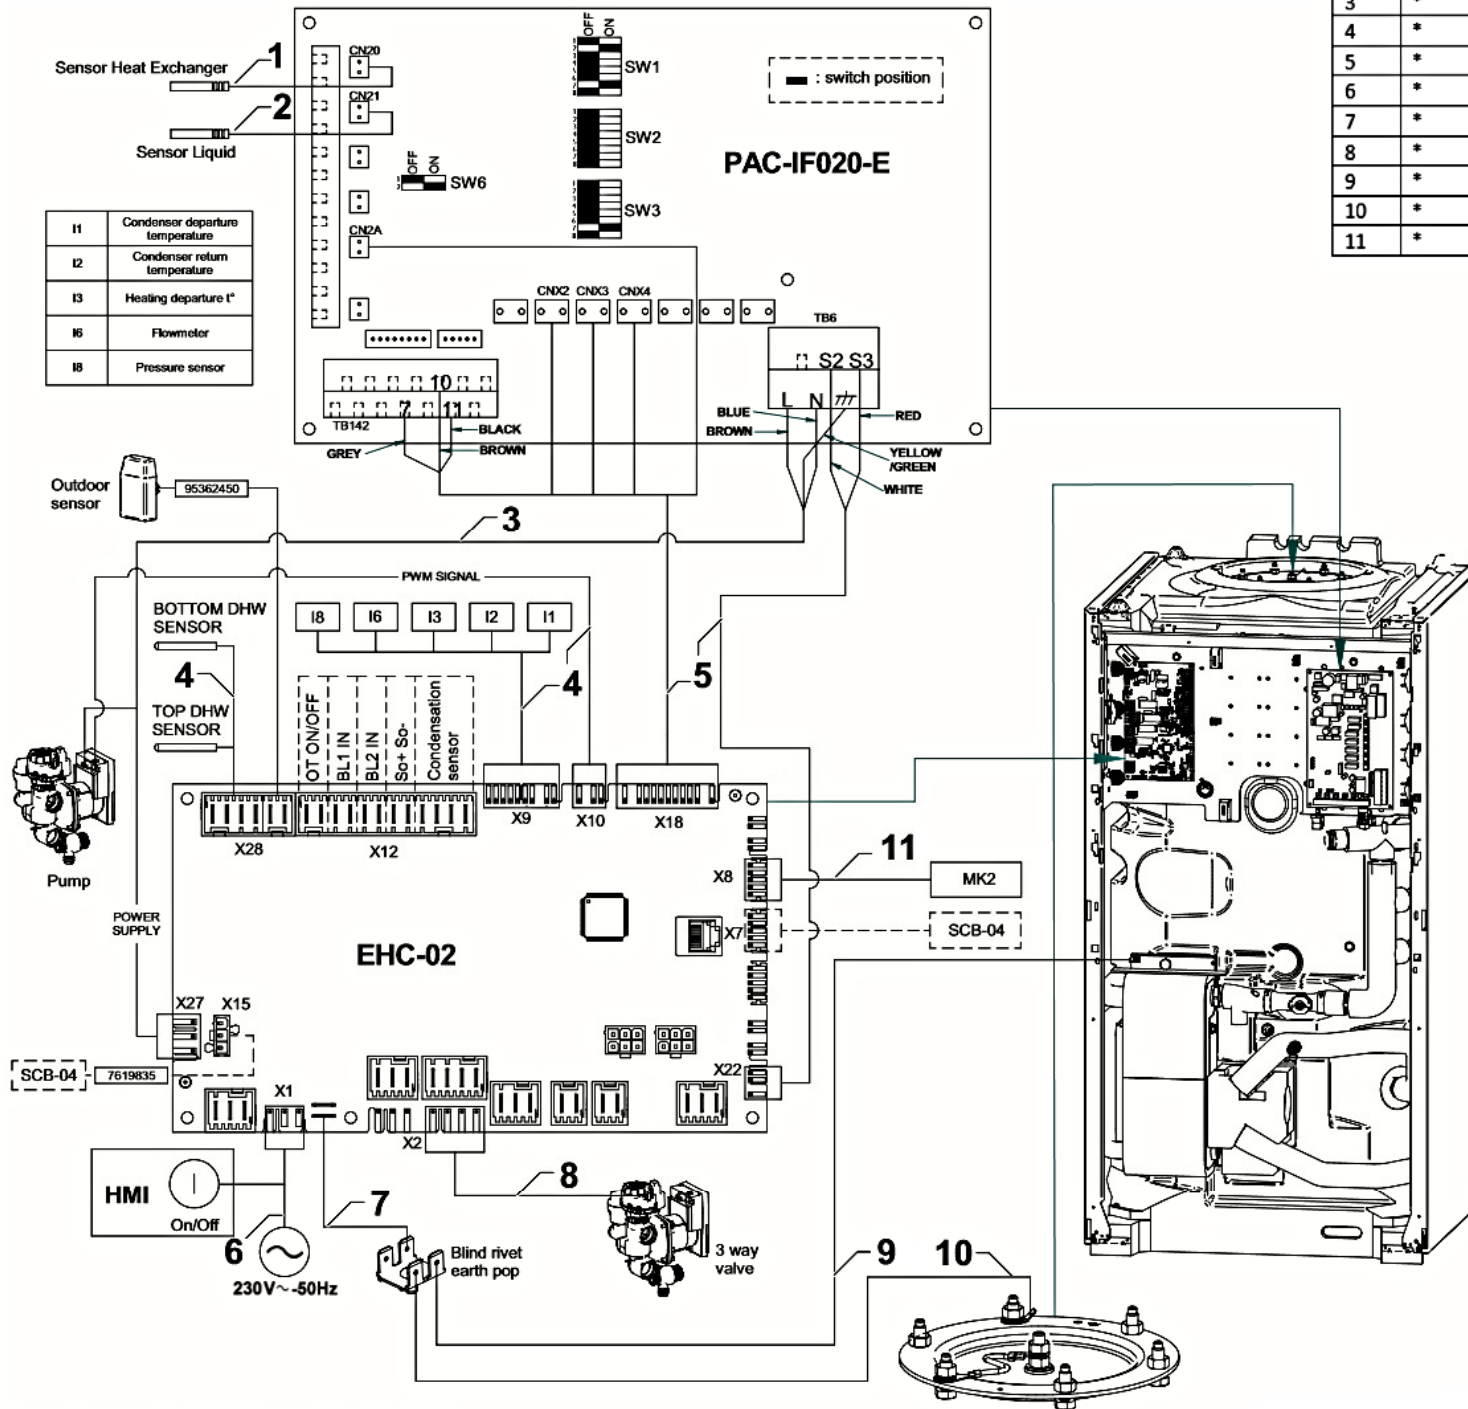 3 *
4 *
5 *
6 *
7 *
8 *
9 *
10 *
11 *
OFF
ON
SW1
: switch position
SW2
PAC-IF020-E
SW3
OFF
ON
SW6
CN20
CN21
CN2A
1
Sensor Heat Exchanger
2
Sensor Liquid
I1 Condenser departure
temperature
I2 Condenser return
temperature
I3 Heating departure t°
I6 Flowmeter
I8 Pressure sensor
CNX2 CNX3 CNX4
TB6
S2 S3
L N
10
7 11
TB142
BLACK
GREY
BROWN
BLUE
BROWN
RED
YELLOW
/GREEN
WHITE
Outdoor
sensor
95362450
3
PWM SIGNAL
BOTTOM DHW
SENSOR
I8 I6 I3 I2 I1
4
4
4
5
5
TOP DHW
SENSOR
OT ON/OFF
BL1 IN
BL2 IN
So+ So-
Condensation
sensor
X28
X12
X9
X10
X18
Pump
POWER
SUPPLY
11
X8
MK2
X7
SCB-04
EHC-02
X27 X15
SCB-04
7619835
X22
X1
X2
HMI
On/Off
6
230V~-50Hz
7
8
Blind rivet
earth pop
3 way
valve
9
10